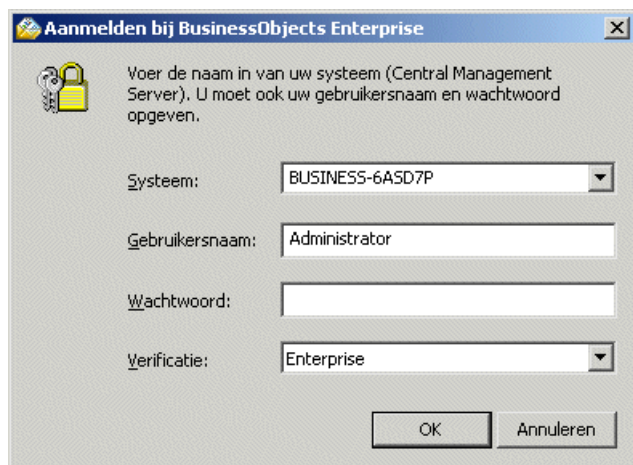 Aanmelden bij BusinessObjects Enterprise
Voer de naam in van uw systeem (Central Management
Server). U moet ook uw gebruikersnaam en wachtwoord
opgeven.
Systeem: BUSINESS-6ASD7P
Gebruikersnaam: Administrator
Wachtwoord:
Verificatie: Enterprise
OK Annuleren